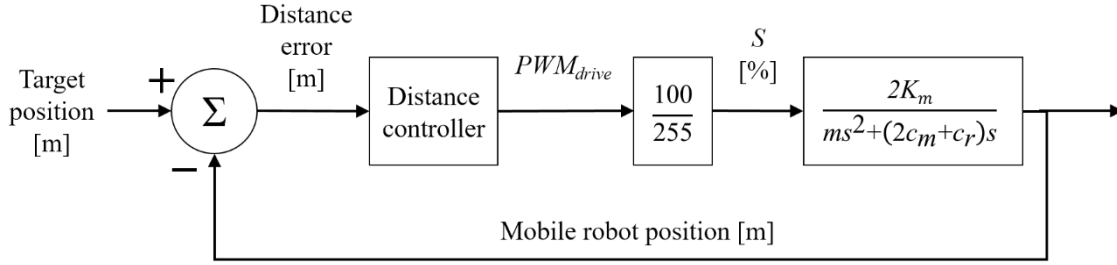 Target
position
[m]
+
−
Σ
Distance
error
[m]
Distance
controller
PWM_drive
100
255
S
[%]
2K_m
ms²+(2c_m+c_r)s
Mobile robot position [m]